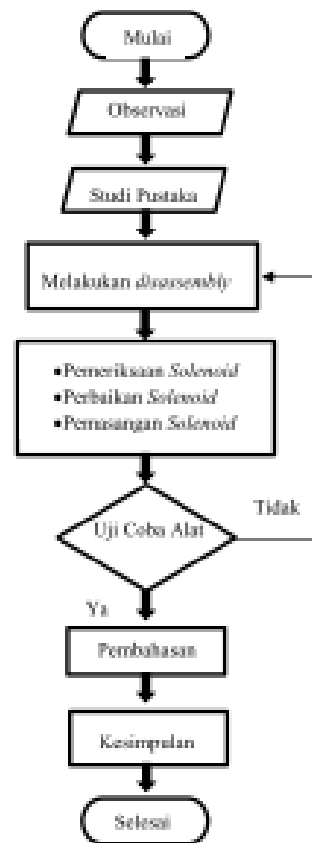 Mulai
Observasi
Studi Pustaka
Melakukan disassembly
•Pemeriksaan Solenoid
•Perbaikan Solenoid
•Pemasangan Solenoid
Uji Coba Alat
Tidak
Ya
Pembahasan
Kesimpulan
Selesai